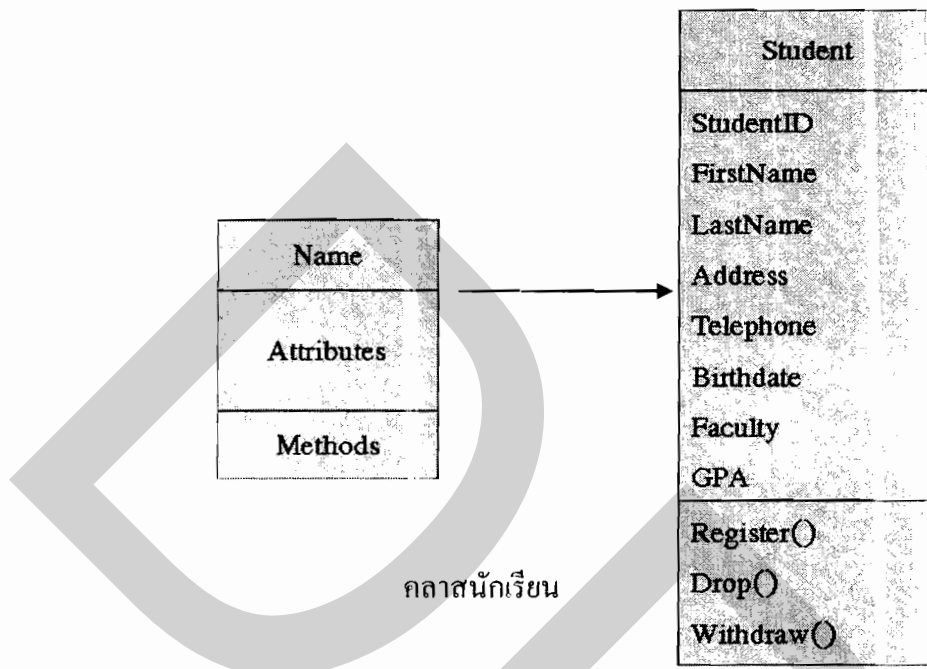 Name
Attributes
Methods
Student
StudentID
FirstName
LastName
Address
Telephone
Birthdate
Faculty
GPA
Register()
Drop()
Withdraw()
คลาสนักเรียน